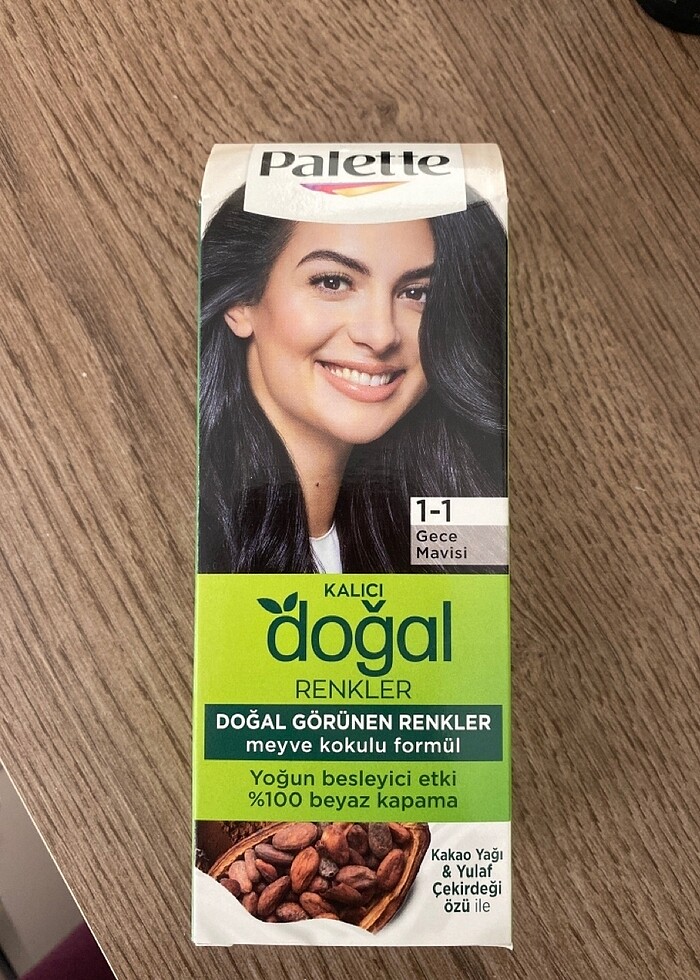 Palette
1-1
Gece
Mavisi
KALICI
doğal
RENKLER
DOĞAL GÖRÜNEN RENKLER
meyve kokulu formül
Yoğun besleyici etki
%100 beyaz kapama
Kakao Yağı
& Yulaf
Çekirdeği
özü ile